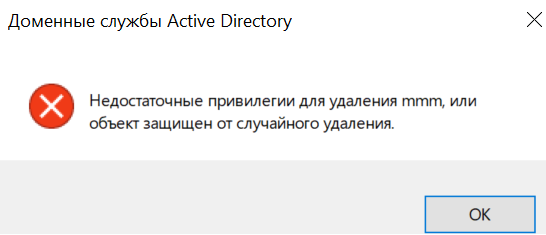 Доменные службы Active Directory
Недостаточные привилегии для удаления mmm, или
объект защищен от случайного удаления.
OK